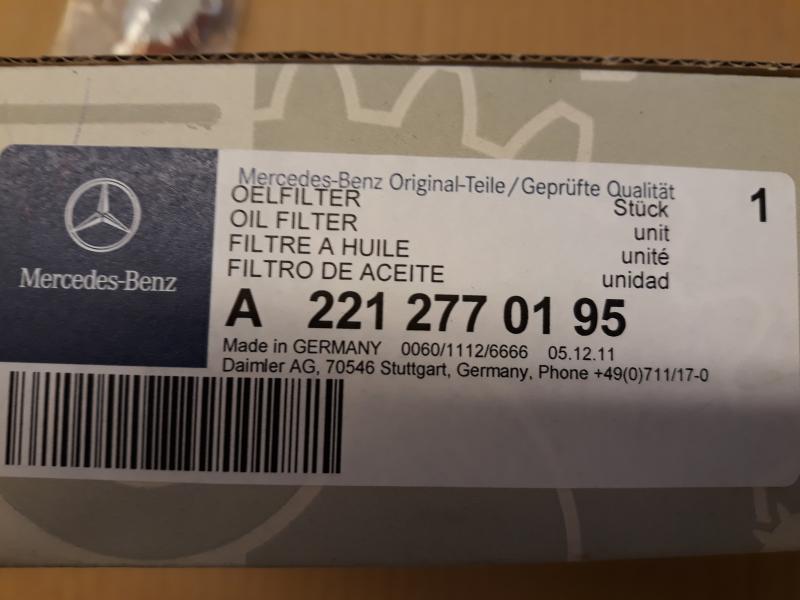 Mercedes-Benz
Mercedes-Benz Original-Teile/Geprüfte Qualität
OELFILTER Stück 1
OIL FILTER unit
FILTRE A HUILE unité
FILTRO DE ACEITE unidad
A 221 277 01 95
Made in GERMANY 0060/1112/6666 05.12.11
Daimler AG, 70546 Stuttgart, Germany, Phone +49(0)711/17-0